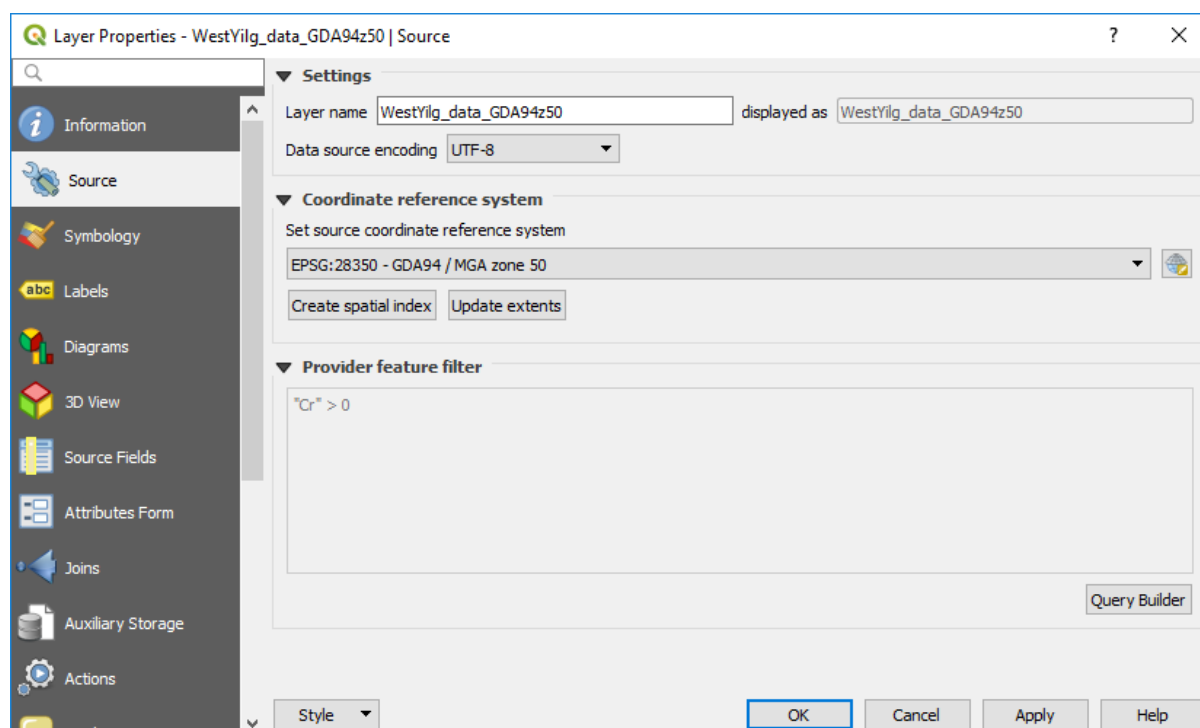 Layer Properties - WestYilg_data_GDA94z50 | Source
?
Settings
Layer name WestYilg_data_GDA94z50 displayed as WestYilg_data_GDA94z50
Information
Data source encoding UTF-8
Source
Coordinate reference system
Set source coordinate reference system
Symbology
EPSG:28350 - GDA94 / MGA zone 50
abc Labels
Create spatial index Update extents
Diagrams
Provider feature filter
"Cr" > 0
3D View
Source Fields
Attributes Form
Joins
Query Builder
Auxiliary Storage
Actions
Style OK Cancel Apply Help